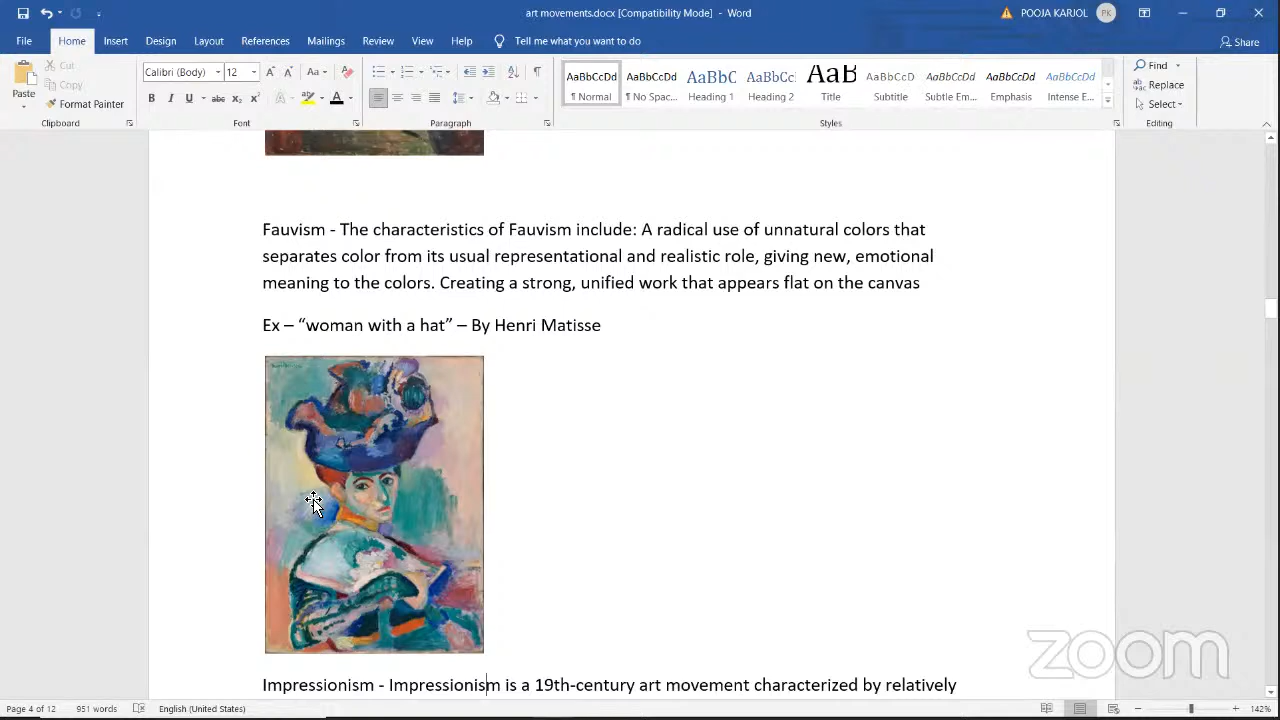 art movements.docx [Compatibility Mode] - Word
POOJA KARJOL PK
File Home Insert Design Layout References Mailings Review View Help Tell me what you want to do Share
Paste Cut Copy Format Painter Clipboard
Calibri (Body) 12 Font
Paragraph
AaBbCcDd AaBbCcDd AaBbC AaBbCc AaB AaBbCcD AaBbCcDd AaBbCcDd AaBbCcDd
¶ Normal ¶ No Spac... Heading 1 Heading 2 Title Subtitle Subtle Em... Emphasis Intense E...
Styles
Find Replace Select Editing
Fauvism - The characteristics of Fauvism include: A radical use of unnatural colors that
separates color from its usual representational and realistic role, giving new, emotional
meaning to the colors. Creating a strong, unified work that appears flat on the canvas
Ex – “woman with a hat” – By Henri Matisse
Impressionism - Impressionism is a 19th-century art movement characterized by relatively
zoom
Page 4 of 12 951 words English (United States) 142%